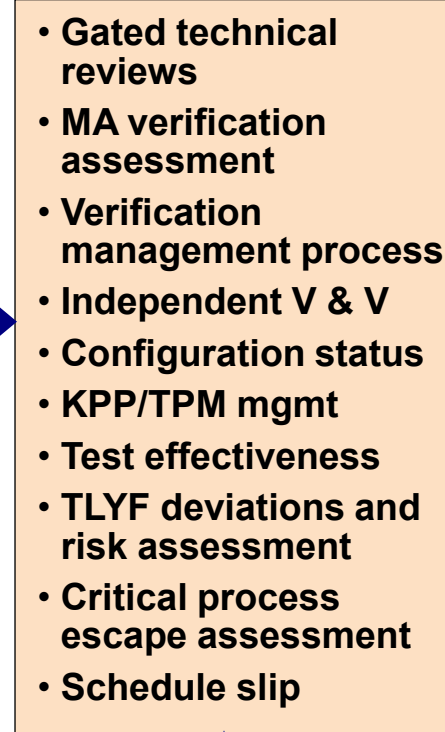 • Gated technical
reviews
• MA verification
assessment
• Verification
management process
• Independent V & V
• Configuration status
• KPP/TPM mgmt
• Test effectiveness
• TLYF deviations and
risk assessment
• Critical process
escape assessment
• Schedule slip